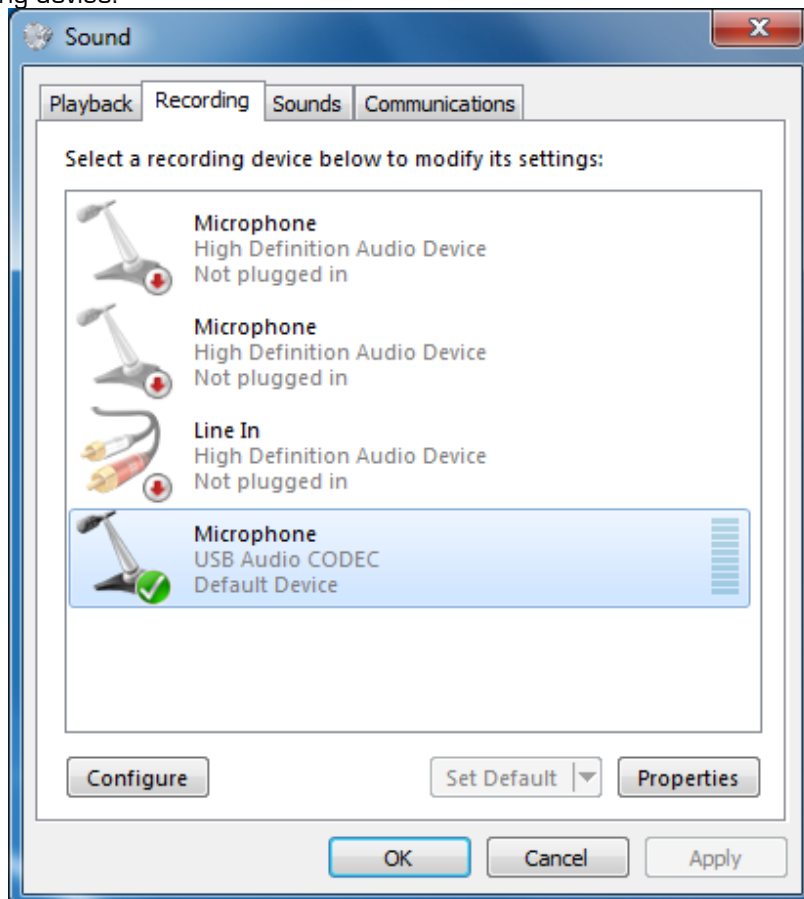 ng device.
Sound
Playback Recording Sounds Communications
Select a recording device below to modify its settings:
Microphone
High Definition Audio Device
Not plugged in
Microphone
High Definition Audio Device
Not plugged in
Line In
High Definition Audio Device
Not plugged in
Microphone
USB Audio CODEC
Default Device
Configure Set Default Properties
OK Cancel Apply